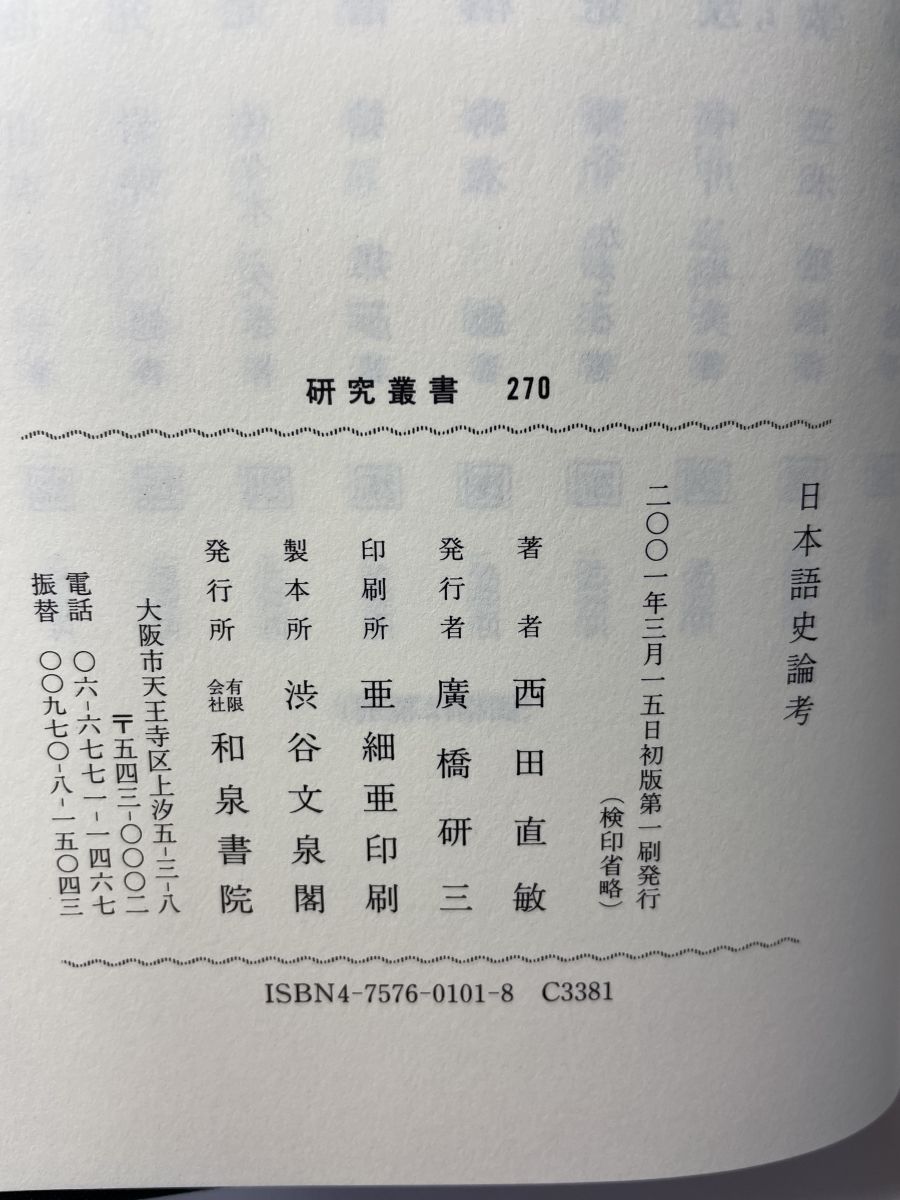 研究叢書 270
日本語史論考
二〇〇一年三月一五日初版第一刷発行
(検印省略)
著者 西田直敏
発行者 廣橋研三
印刷所 亜細亜印刷
製本所 渋谷文泉閣
発行所 有限会社 和泉書院
大阪市天王寺区上汐五-三-八
〒五四三-〇〇〇二
電話 〇六-六七七一-一四六七
振替 〇〇九七〇-八-一五〇四三
ISBN4-7576-0101-8 C3381